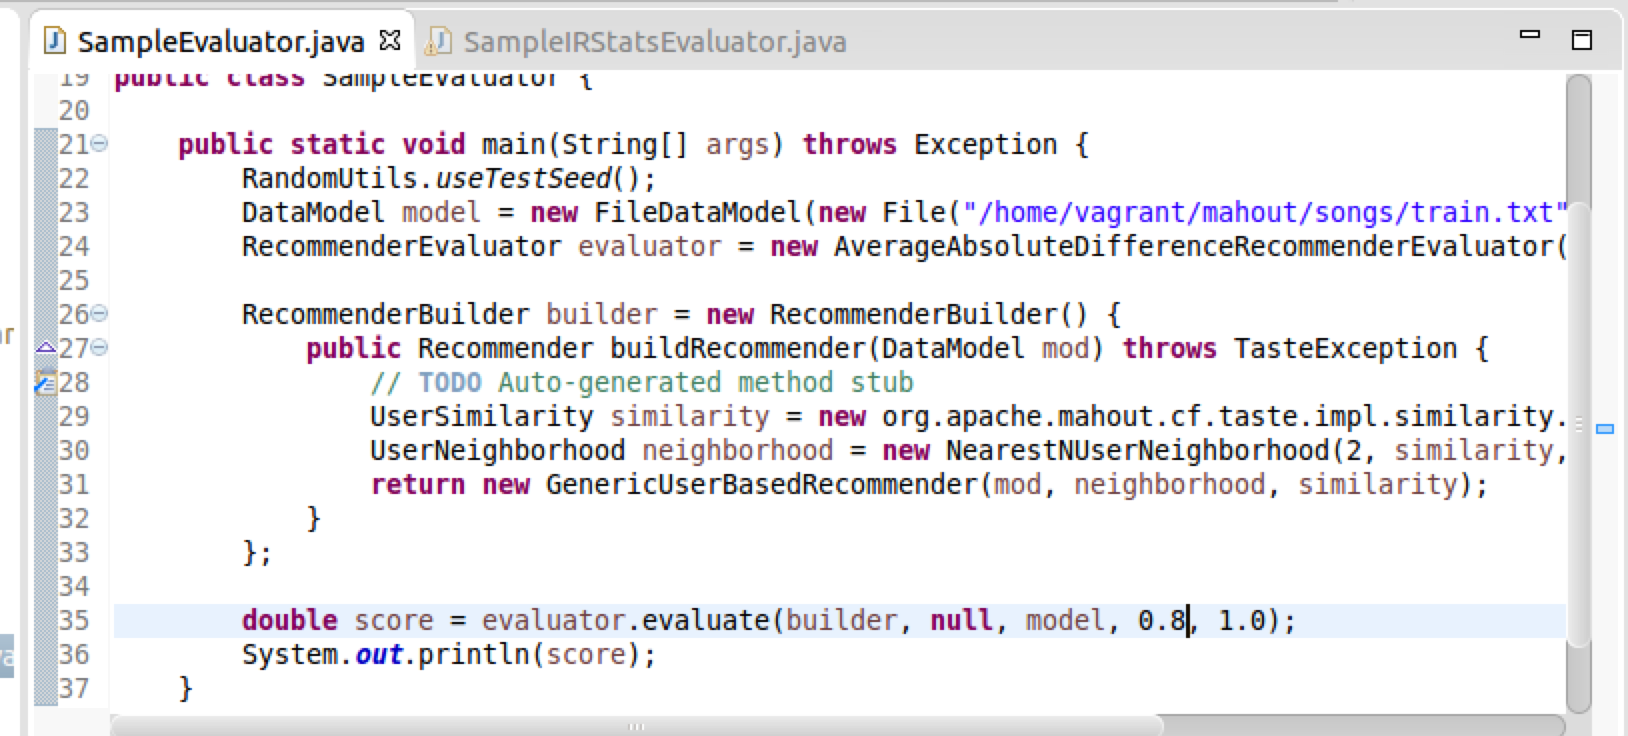 SampleEvaluator.java SampleIRStatsEvaluator.java
19 public class SampleEvaluator {
20
21 public static void main(String[] args) throws Exception {
22 RandomUtils.useTestSeed();
23 DataModel model = new FileDataModel(new File("/home/vagrant/mahout/songs/train.txt"
24 RecommenderEvaluator evaluator = new AverageAbsoluteDifferenceRecommenderEvaluator(
25
26 RecommenderBuilder builder = new RecommenderBuilder() {
27 public Recommender buildRecommender(DataModel mod) throws TasteException {
28 // TODO Auto-generated method stub
29 UserSimilarity similarity = new org.apache.mahout.cf.taste.impl.similarity.
30 UserNeighborhood neighborhood = new NearestNUserNeighborhood(2, similarity,
31 return new GenericUserBasedRecommender(mod, neighborhood, similarity);
32 }
33 };
34
35 double score = evaluator.evaluate(builder, null, model, 0.8, 1.0);
36 System.out.println(score);
37 }